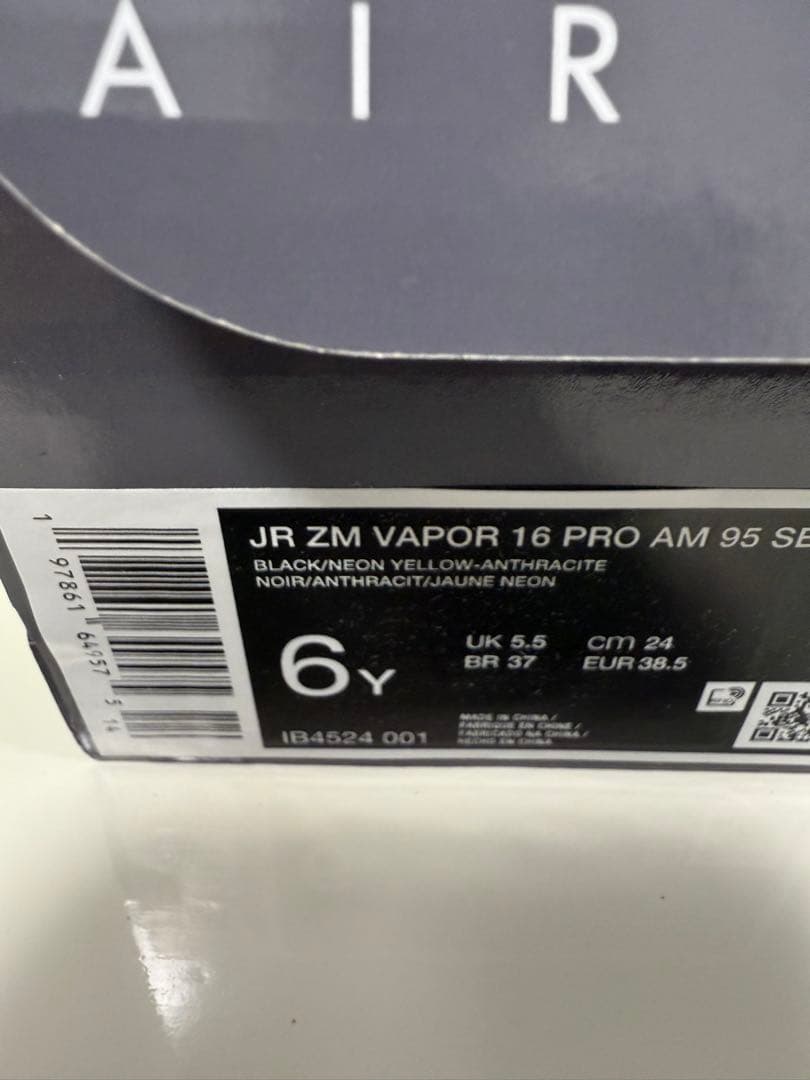 AIR
JR ZM VAPOR 16 PRO AM 95 SE
BLACK/NEON YELLOW-ANTHRACITE
NOIR/ANTHRACIT/JAUNE NEON
6Y
UK 5.5 cm 24
BR 37 EUR 38.5
IB4524 001
MADE IN CHINA /
FABRIQUE EN CHINE /
FABRICADO NA CHINA /
HECHO EN CHINA
1 97861 64957 5 14